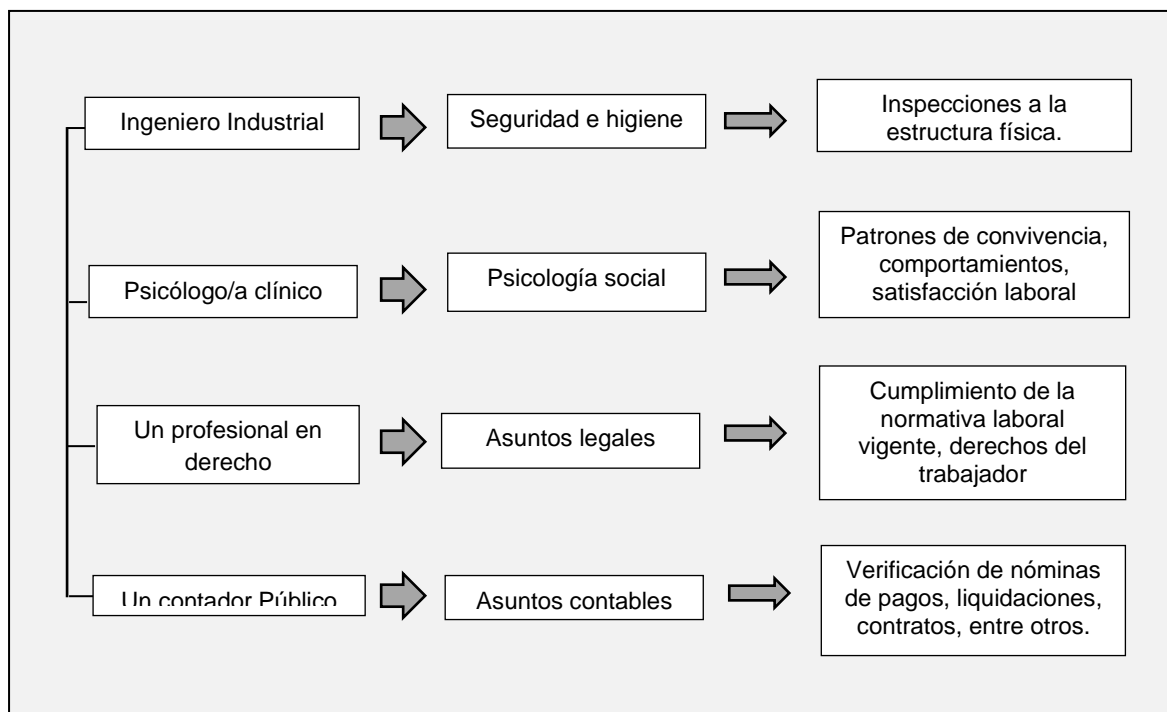 Ingeniero Industrial
Seguridad e higiene
Inspecciones a la
estructura física.
Psicólogo/a clínico
Psicología social
Patrones de convivencia,
comportamientos,
satisfacción laboral
Un profesional en
derecho
Asuntos legales
Cumplimiento de la
normativa laboral
vigente, derechos del
trabajador
Un contador Público
Asuntos contables
Verificación de nóminas
de pagos, liquidaciones,
contratos, entre otros.